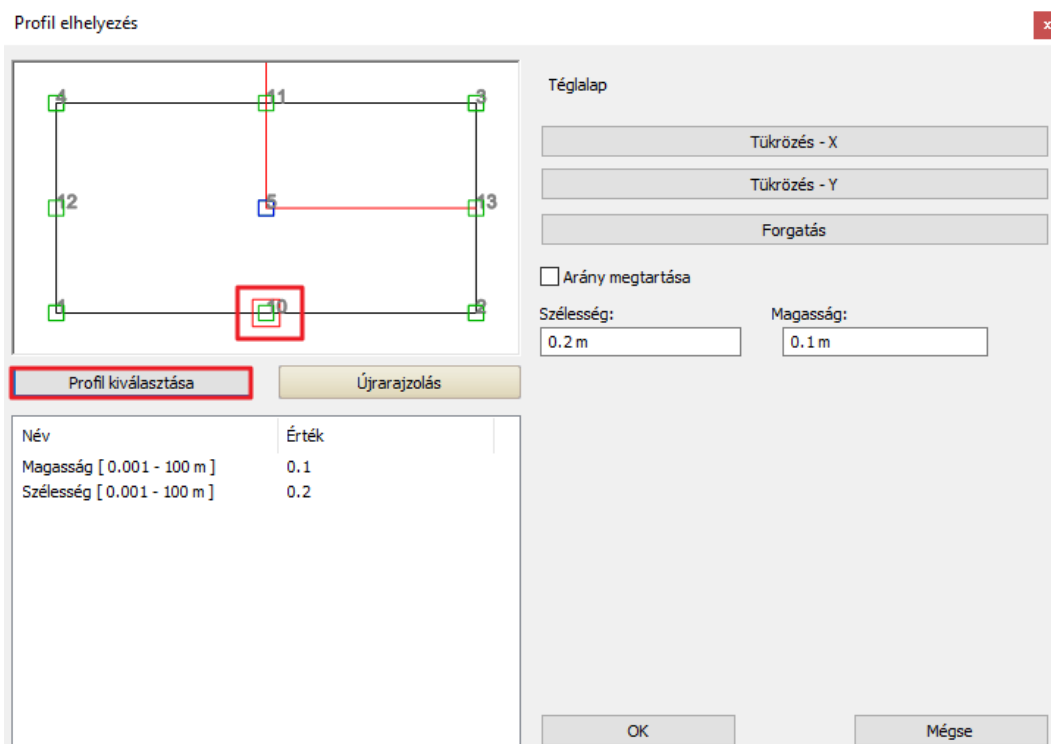 Profil elhelyezés
x
4
11
3
12
5
13
1
10
2
Profil kiválasztása
Újrarajzolás
Név Érték
Magasság [ 0.001 - 100 m ] 0.1
Szélesség [ 0.001 - 100 m ] 0.2
Téglalap
Tükrözés - X
Tükrözés - Y
Forgatás
Arány megtartása
Szélesség: Magasság:
0.2 m 0.1 m
OK Mégse